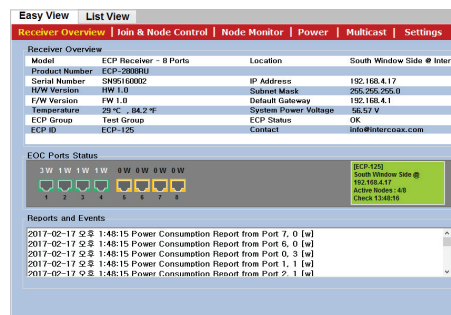 Easy View List View
Receiver Overview | Join & Node Control | Node Monitor | Power | Multicast | Settings
Receiver Overview
Model ECP Receiver - 8 Ports Location South Window Side @ Inter
Product Number ECP-2808RU
Serial Number SN95160002 IP Address 192.168.4.17
H/W Version HW 1.0 Subnet Mask 255.255.255.0
F/W Version FW 1.0 Default Gateway 192.168.4.1
Temperature 29 ℃ , 84.2 ℉ System Power Voltage 56.57 V
ECP Group Test Group ECP Status OK
ECP ID ECP-125 Contact info@intercoax.com
EOC Ports Status
3 W 1 W 1 W 1 W 0 W 0 W 0 W 0 W
1 2 3 4 5 6 7 8
[ECP-125]
South Window Side @
192.168.4.17
Active Nodes : 4/8
Check 13:48:16
Reports and Events
2017-02-17 오후 1:48:15 Power Consumption Report from Port 7, 0 [w]
2017-02-17 오후 1:48:15 Power Consumption Report from Port 6, 0 [w]
2017-02-17 오후 1:48:15 Power Consumption Report from Port 0, 3 [w]
2017-02-17 오후 1:48:15 Power Consumption Report from Port 1, 1 [w]
2017-02-17 오후 1:48:15 Power Consumption Report from Port 2, 1 [w]